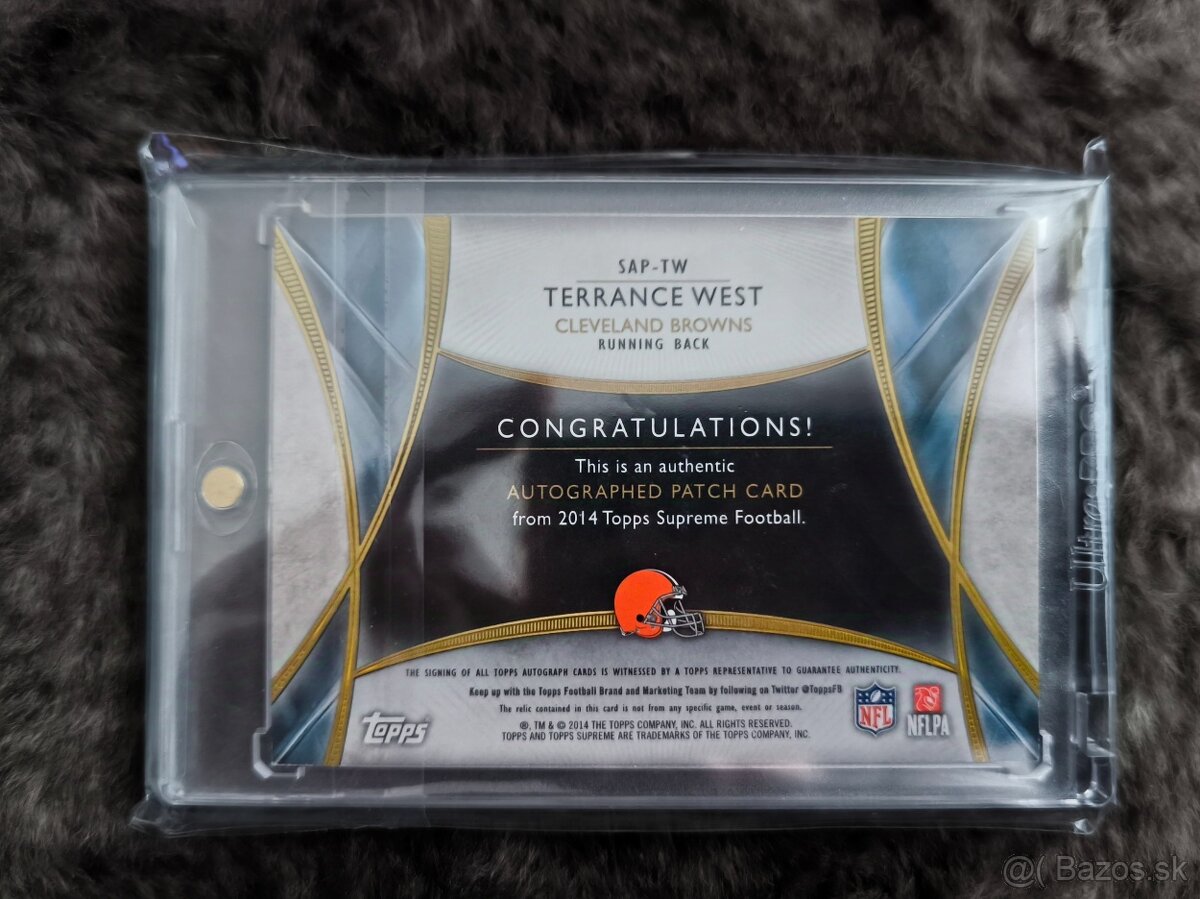 SAP-TW
TERRANCE WEST
CLEVELAND BROWNS
RUNNING BACK
CONGRATULATIONS!
This is an authentic
AUTOGRAPHED PATCH CARD
from 2014 Topps Supreme Football.
THE SIGNING OF ALL TOPPS AUTOGRAPH CARDS IS WITNESSED BY A TOPPS REPRESENTATIVE TO GUARANTEE AUTHENTICITY.
Keep up with the Topps Football Brand and Marketing Team by following on Twitter @ToppsFB
The relic contained in this card is not from any specific game, event or season.
®, TM & © 2014 THE TOPPS COMPANY, INC. ALL RIGHTS RESERVED.
TOPPS AND TOPPS SUPREME ARE TRADEMARKS OF THE TOPPS COMPANY, INC.
Topps
NFL
NFLPA
Ultra PRO
@( Bazos.sk